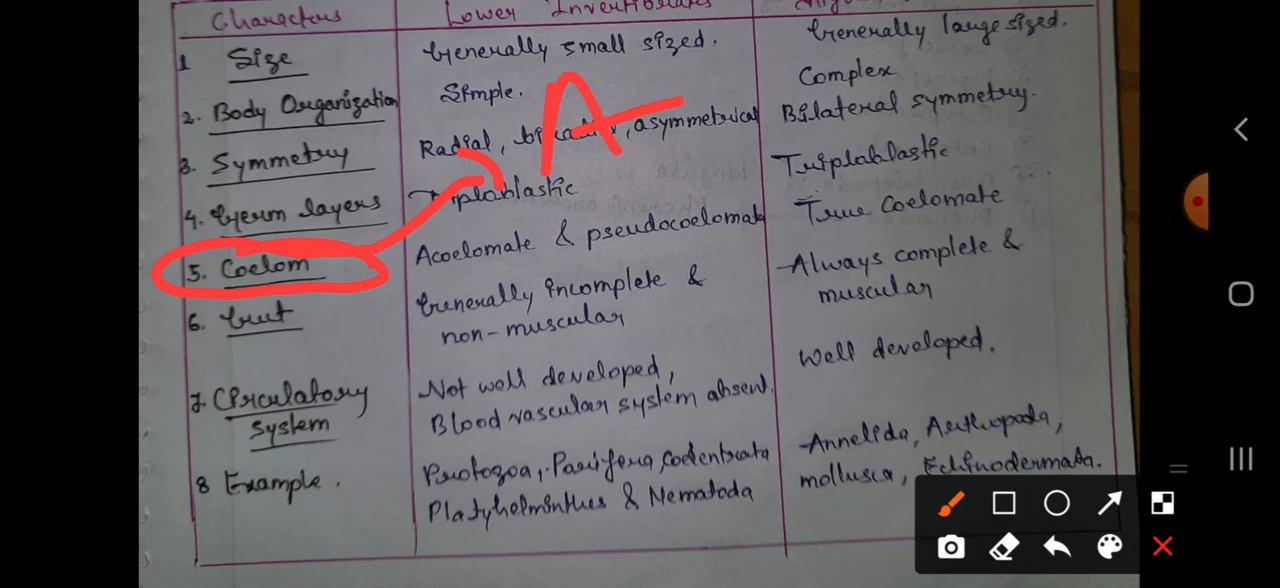 Characters Lower Invertebrates
1 Size Generally small sized. Generally large sized.
2. Body Organization Simple. Complex
3. Symmetry Radial, , asymmetrical Bilateral symmetry.
4. Germ layers Triplablastic Triplablastic
5. Coelom Acoelomate & pseudocoelomate True Coelomate
6. Gut Generally incomplete & Always complete &
non-muscular muscular
7. Circulatory Not well developed, Well developed.
system Blood vascular system absent.
8 Example. Protozoa, Porifera, Codentrata Annelida, Arthropoda,
Platyhelminthes & Nematoda mollusca, Echinodermata.
A